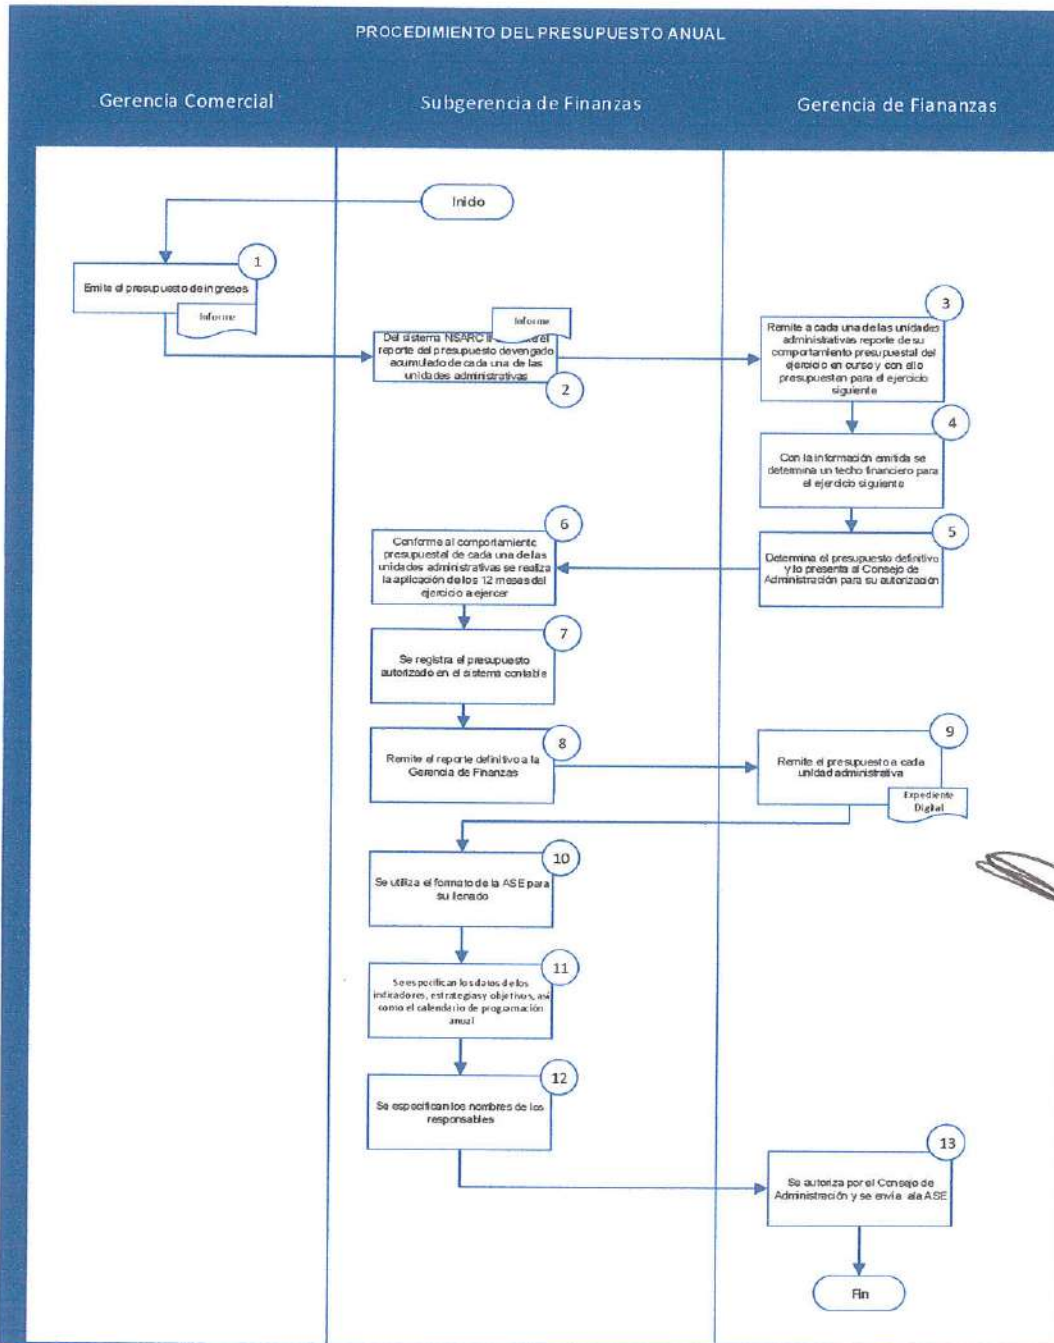 PROCEDIMIENTO DEL PRESUPUESTO ANUAL
Gerencia Comercial
Subgerencia de Finanzas
Gerencia de Fiananzas
Inicio
1
Emite el presupuesto de ingresos
Informe
Informe
Del sistema NSARC II el
reporte del presupuesto devengado
acumulado de cada una de las
unidades administrativas
2
3
Remite a cada una de las unidades
administrativas reporte de su
comportamiento presupuestal del
ejercicio en curso y con ello
presupuestan para el ejercicio
siguiente
4
Con la información emitida se
determina un techo financiero para
el ejercicio siguiente
5
Determina el presupuesto definitivo
y lo presenta al Consejo de
Administración para su autorización
6
Conforme al comportamiento
presupuestal de cada una de las
unidades administrativas se realiza
la aplicación de los 12 meses del
ejercicio a ejercer
7
Se registra el presupuesto
autorizado en el sistema contable
8
Remite el reporte definitivo a la
Gerencia de Finanzas
9
Remite el presupuesto a cada
unidad administrativa
Expediente
Digital
10
Se utiliza el formato de la ASE para
su llenado
11
Se especifican los datos de los
indicadores, estrategias y objetivos, así
como el calendario de programación
anual
12
Se especifican los nombres de los
responsables
13
Se autoriza por el Consejo de
Administración y se envía ala ASE
Fin